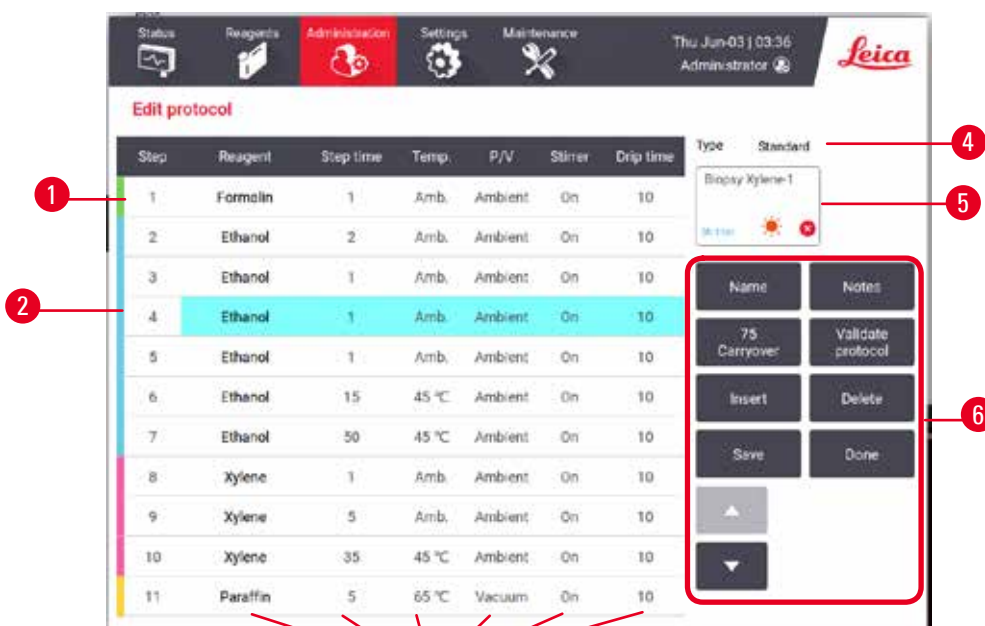 Status Reagents Administration Settings Maintenance
Thu Jun-03 | 03:36
Administrator
Leica
Edit protocol
Step Reagent Step time Temp. P/V Stirrer Drip time
1 Formalin 1 Amb. Ambient On 10
2 Ethanol 2 Amb. Ambient On 10
3 Ethanol 1 Amb. Ambient On 10
4 Ethanol 1 Amb. Ambient On 10
5 Ethanol 1 Amb. Ambient On 10
6 Ethanol 15 45 °C Ambient On 10
7 Ethanol 50 45 °C Ambient On 10
8 Xylene 1 Amb. Ambient On 10
9 Xylene 5 Amb. Ambient On 10
10 Xylene 35 45 °C Ambient On 10
11 Paraffin 5 65 °C Vacuum On 10
Type Standard
Biopsy Xylene-1
Name
Notes
75
Carryover
Validate
protocol
Insert
Delete
Save
Done
1
2
4
5
6